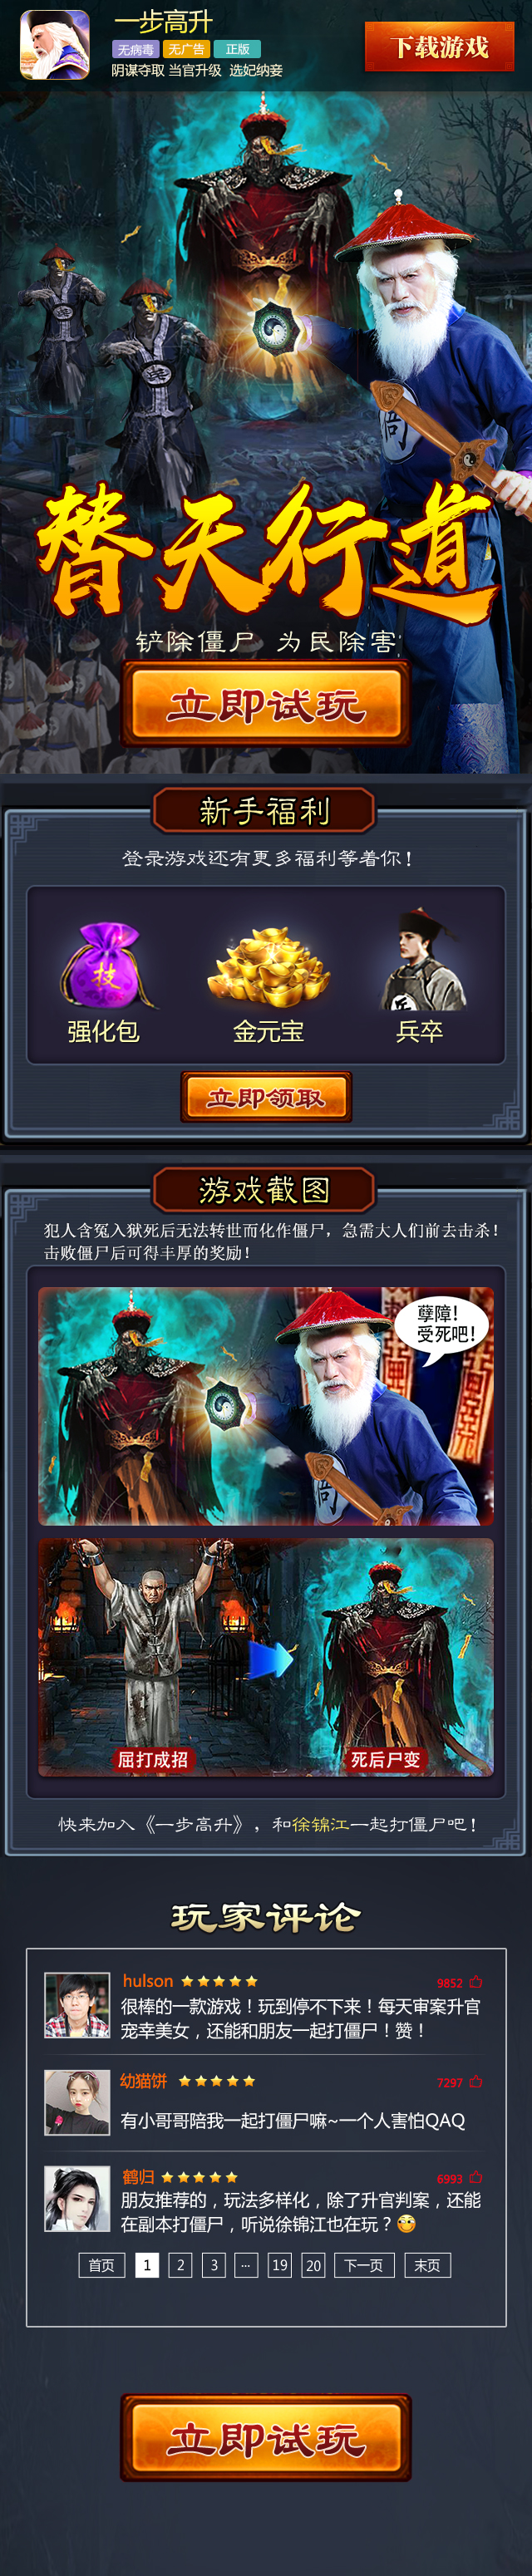 一步高升
无病毒 无广告 正版
阴谋夺取 当官升级 选妃纳妾
下载游戏
替天行道
铲除僵尸 为民除害
立即试玩
新手福利
登录游戏还有更多福利等着你！
技
兵
强化包 金元宝 兵卒
立即领取
游戏截图
犯人含冤入狱死后无法转世而化作僵尸，急需大人们前去击杀！
击败僵尸后可得丰厚的奖励！
孽障！
受死吧！
屈打成招 死后尸变
快来加入《一步高升》，和徐锦江一起打僵尸吧！
玩家评论
hulson 9852
很棒的一款游戏！玩到停不下来！每天审案升官
宠幸美女，还能和朋友一起打僵尸！赞！
幼猫饼 7297
有小哥哥陪我一起打僵尸嘛~一个人害怕QAQ
鹤归 6993
朋友推荐的，玩法多样化，除了升官判案，还能
在副本打僵尸，听说徐锦江也在玩？
首页 1 2 3 ... 19 20 下一页 末页
立即试玩